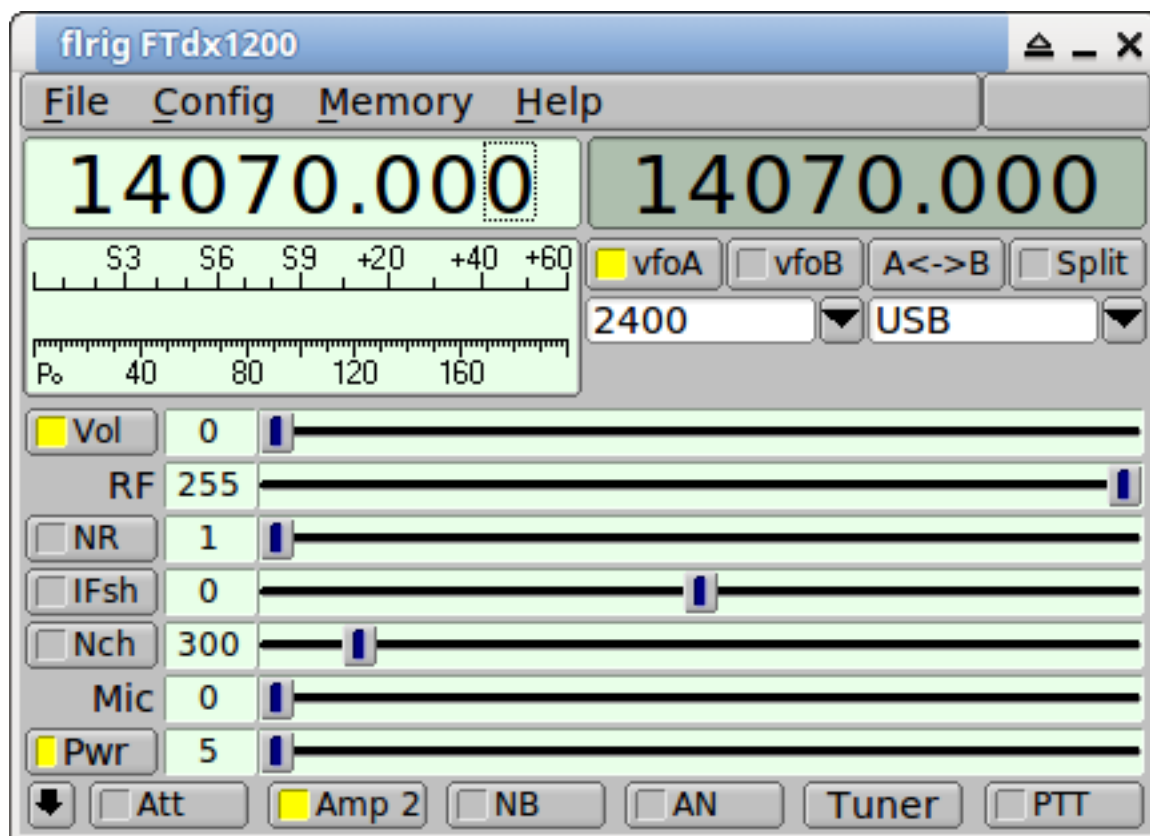 flrig FTdx1200
File Config Memory Help
14070.000 14070.000
S3 S6 S9 +20 +40 +60
vfoA vfoB A<->B Split
2400 USB
Po 40 80 120 160
Vol 0
RF 255
NR 1
IFsh 0
Nch 300
Mic 0
Pwr 5
Att Amp 2 NB AN Tuner PTT